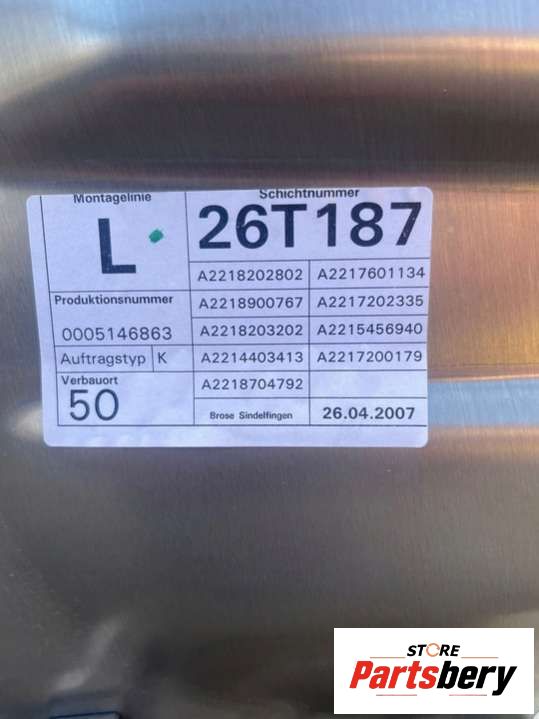 Montagelinie
L
Schichtnummer
26T187
A2218202802 A2217601134
Produktionsnummer
A2218900767 A2217202335
0005146863
A2218203202 A2215456940
Auftragstyp K
A2214403413 A2217200179
Verbauort
50
A2218704792
Brose Sindelfingen 26.04.2007
STORE
Partsbery